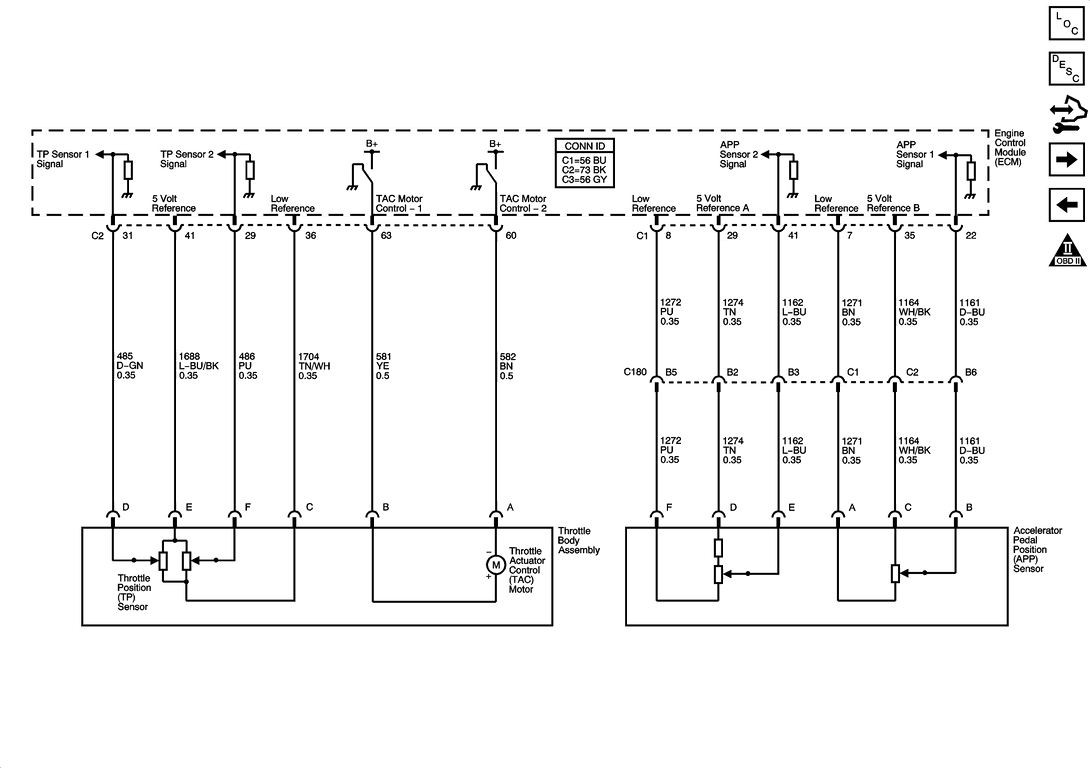 L
O
C
D
E
S
C
Engine
Control
Module
(ECM)
TP Sensor 1
Signal
TP Sensor 2
Signal
B+
B+
CONN ID
C1=56 BU
C2=73 BK
C3=56 GY
APP
Sensor 2
Signal
APP
Sensor 1
Signal
5 Volt
Reference
Low
Reference
TAC Motor
Control – 1
TAC Motor
Control – 2
Low
Reference
5 Volt
Reference A
Low
Reference
5 Volt
Reference B
C2 31 41 29 36 63 60 C1 8 29 41 7 35 22
II
OBD II
1272
PU
0.35
1274
TN
0.35
1162
L–BU
0.35
1271
BN
0.35
1164
WH/BK
0.35
1161
D–BU
0.35
485
D–GN
0.35
1688
L–BU/BK
0.35
486
PU
0.35
1704
TN/WH
0.35
581
YE
0.5
582
BN
0.5
C180 B5 B2 B3 C1 C2 B6
1272
PU
0.35
1274
TN
0.35
1162
L–BU
0.35
1271
BN
0.35
1164
WH/BK
0.35
1161
D–BU
0.35
D E F C B A F D E A C B
Throttle
Body
Assembly
Throttle
Position
(TP)
Sensor
–
M
+
Throttle
Actuator
Control
(TAC)
Motor
Accelerator
Pedal
Position
(APP)
Sensor